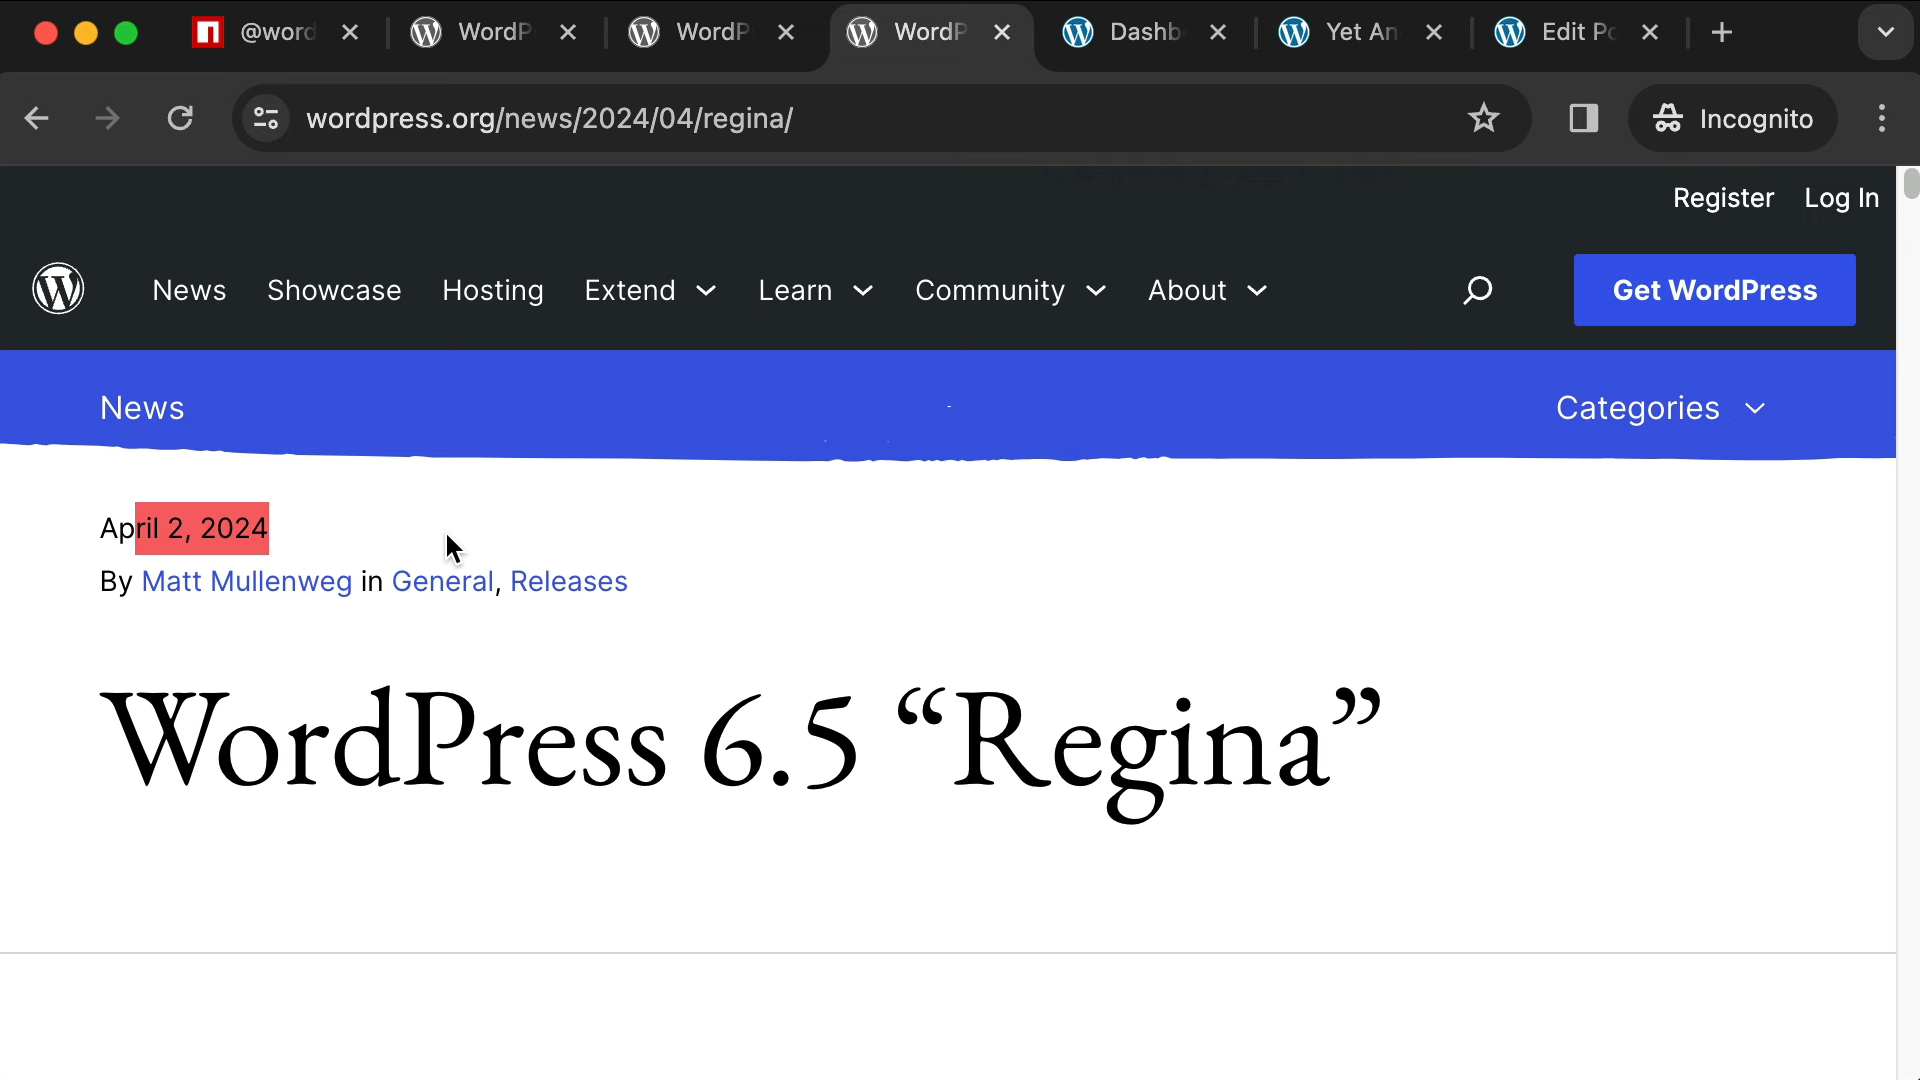 @word
WordP
WordP
WordP
Dashb
Yet An
Edit Po
wordpress.org/news/2024/04/regina/
Incognito
Register Log In
News Showcase Hosting Extend Learn Community About Get WordPress
News Categories
April 2, 2024
By Matt Mullenweg in General, Releases
WordPress 6.5 “Regina”